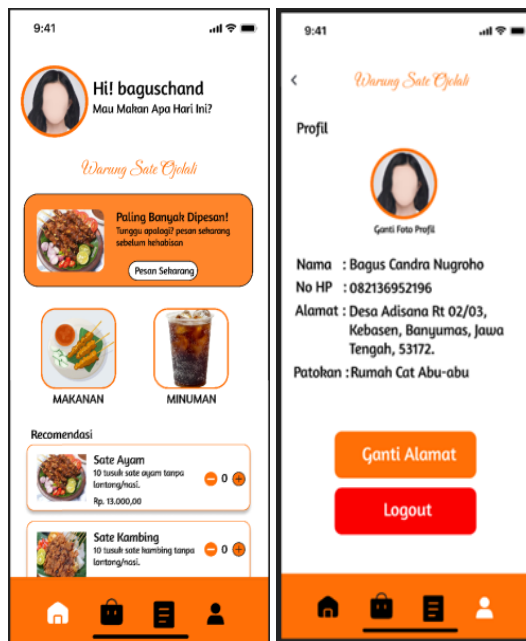 9:41
Hi! baguschand
Mau Makan Apa Hari Ini?
Warung Sate Ojolali
Paling Banyak Dipesan!
Tunggu apalagi? pesan sekarang
sebelum kehabisan
Pesan Sekarang
MAKANAN
MINUMAN
Recomendasi
Sate Ayam
10 tusuk sate ayam tanpa
lontong/nasi.
Rp. 13.000,00
0
Sate Kambing
10 tusuk sate kambing tanpa
lontong/nasi.
0
9:41
Warung Sate Ojolali
Profil
Ganti Foto Profil
Nama : Bagus Candra Nugroho
No HP : 082136952196
Alamat : Desa Adisana Rt 02/03,
Kebasen, Banyumas, Jawa
Tengah, 53172.
Patokan : Rumah Cat Abu-abu
Ganti Alamat
Logout